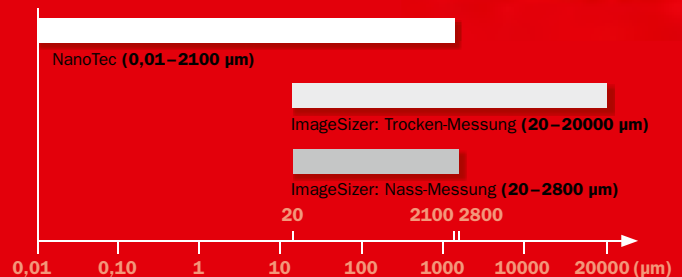 NanoTec (0,01–2100 µm)
ImageSizer: Trocken-Messung (20–20000 µm)
ImageSizer: Nass-Messung (20–2800 µm)
20 2100 2800
0,01 0,10 1 10 100 1000 10000 20000 (µm)